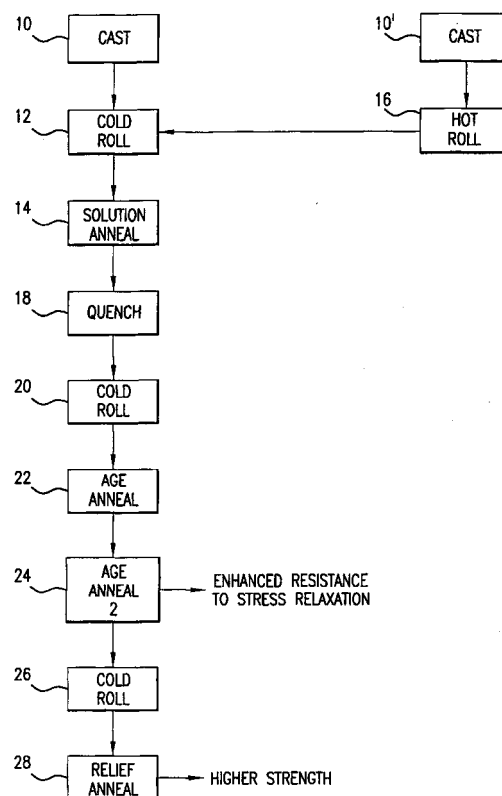 10
CAST
10'
CAST
12
COLD
ROLL
16
HOT
ROLL
14
SOLUTION
ANNEAL
18
QUENCH
20
COLD
ROLL
22
AGE
ANNEAL
24
AGE
ANNEAL
2
ENHANCED RESISTANCE
TO STRESS RELAXATION
26
COLD
ROLL
28
RELIEF
ANNEAL
HIGHER STRENGTH